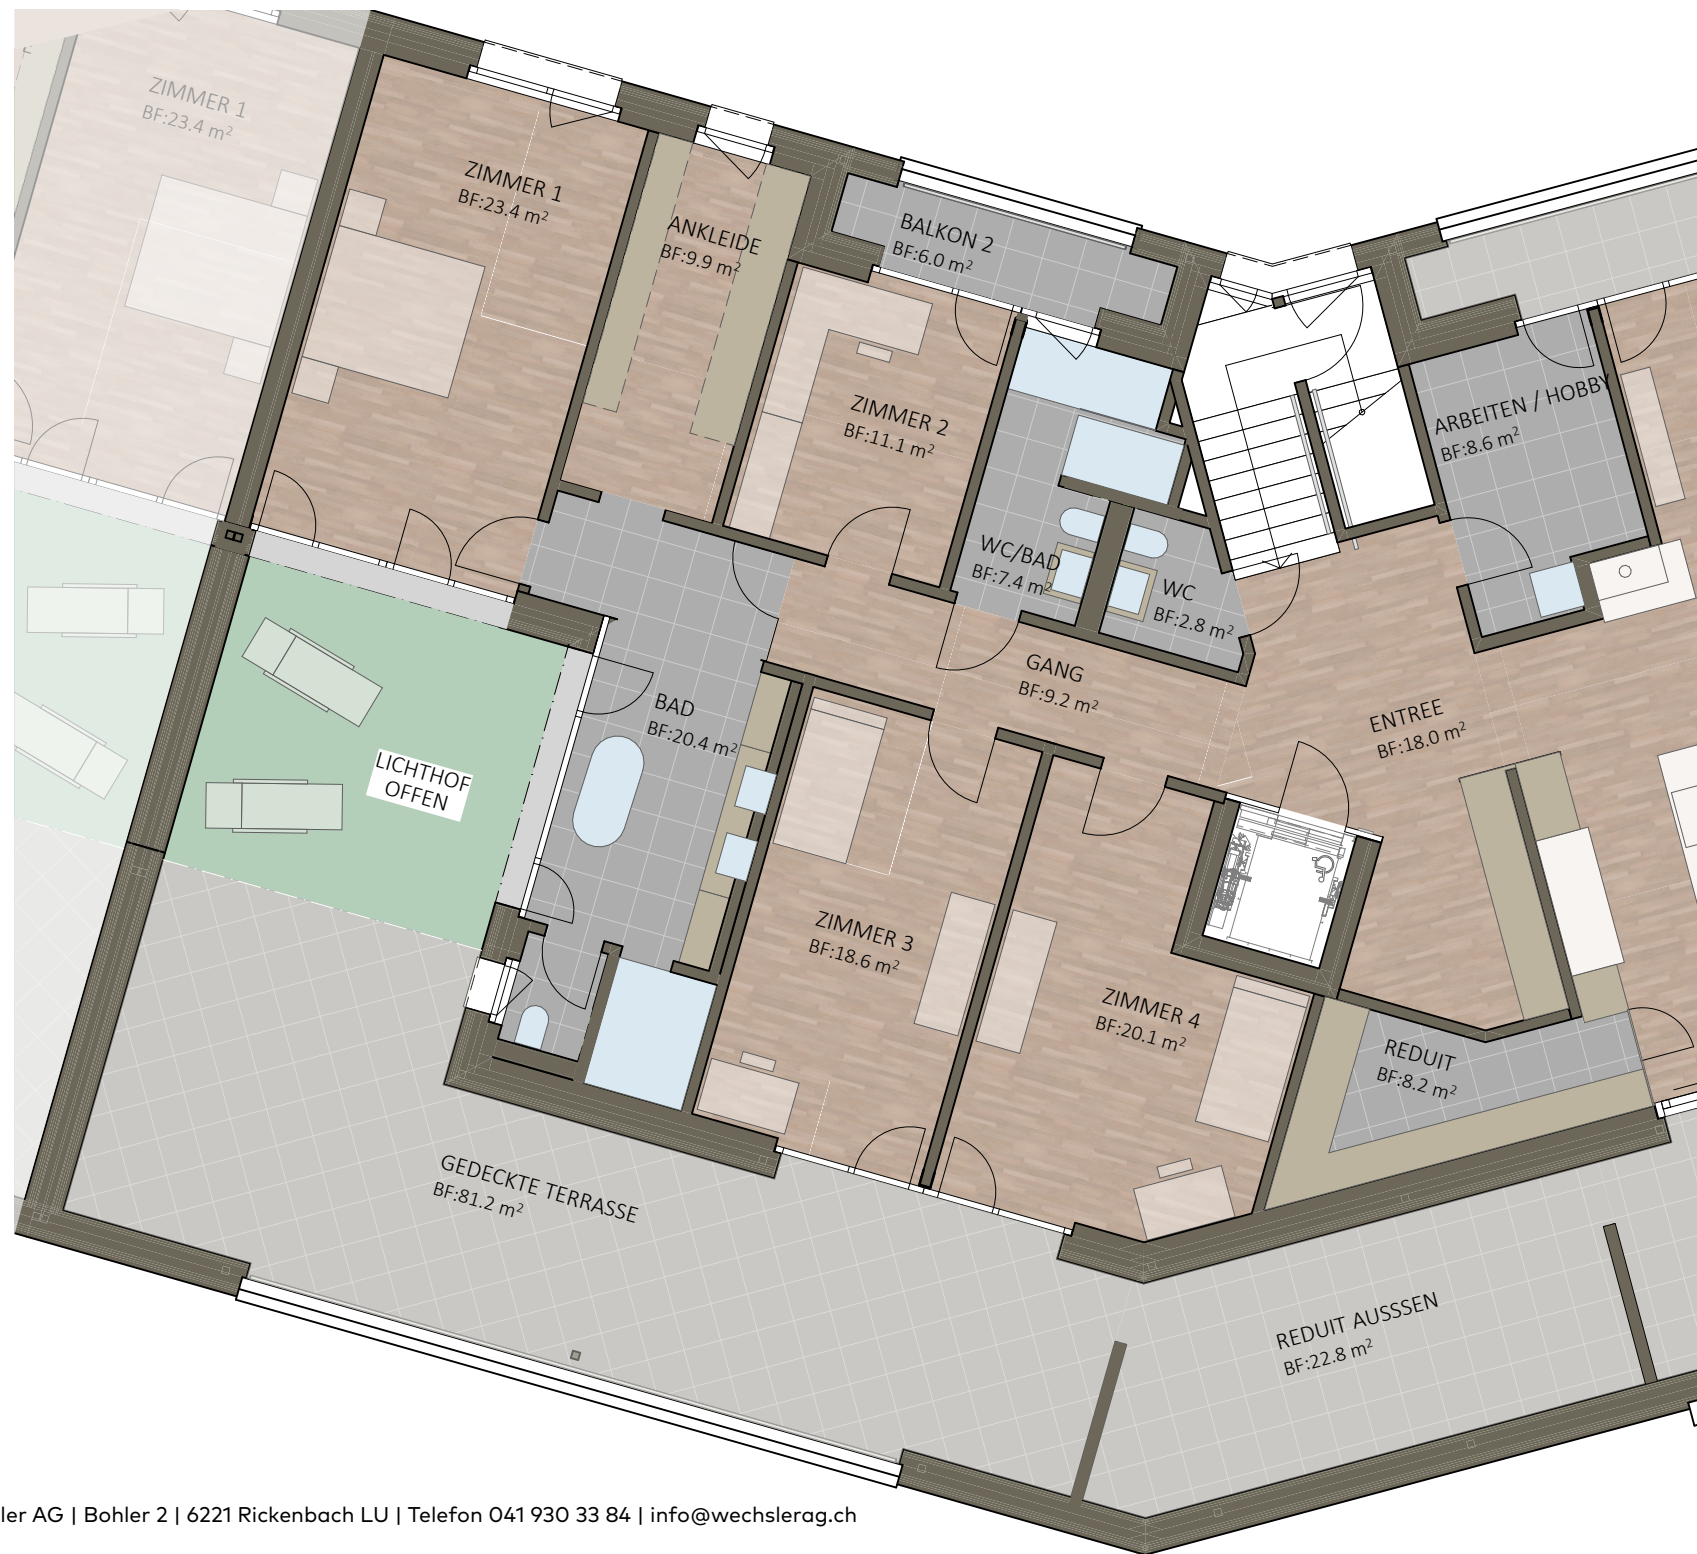 ZIMMER 1
BF:23.4 m²
ZIMMER 1
BF:23.4 m²
ANKLEIDE
BF:9.9 m²
BALKON 2
BF:6.0 m²
ZIMMER 2
BF:11.1 m²
ARBEITEN / HOBBY
BF:8.6 m²
WC/BAD
BF:7.4 m²
WC
BF:2.8 m²
GANG
BF:9.2 m²
ENTREE
BF:18.0 m²
BAD
BF:20.4 m²
LICHTHOF
OFFEN
ZIMMER 3
BF:18.6 m²
ZIMMER 4
BF:20.1 m²
REDUIT
BF:8.2 m²
GEDECKTE TERRASSE
BF:81.2 m²
REDUIT AUSSSEN
BF:22.8 m²
ler AG | Bohler 2 | 6221 Rickenbach LU | Telefon 041 930 33 84 | info@wechslerag.ch